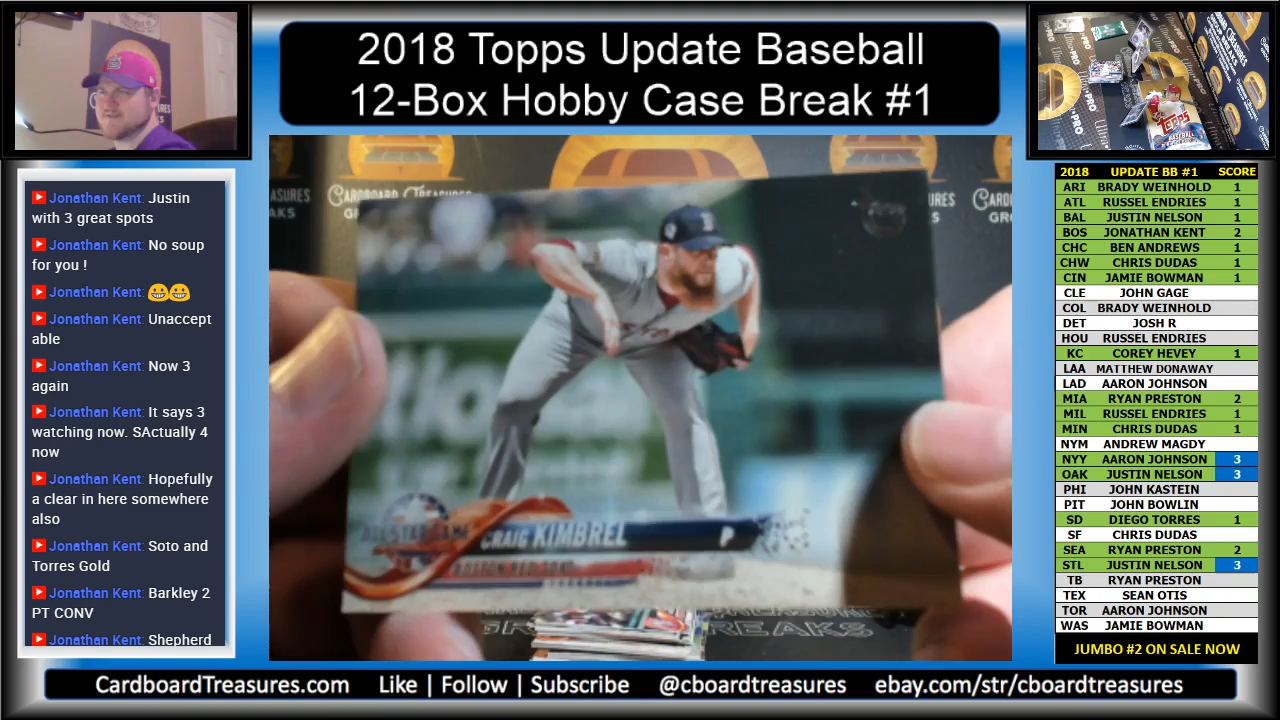 2018 Topps Update Baseball
12-Box Hobby Case Break #1
Jonathan Kent: Justin
with 3 great spots
Jonathan Kent: No soup
for you !
Jonathan Kent: 😀😀
Jonathan Kent: Unaccept
able
Jonathan Kent: Now 3
again
Jonathan Kent: It says 3
watching now. SActually 4
now
Jonathan Kent: Hopefully
a clear in here somewhere
also
Jonathan Kent: Soto and
Torres Gold
Jonathan Kent: Barkley 2
PT CONV
Jonathan Kent: Shepherd
CRAIG KIMBREL P
BOSTON RED SOX
BREAKS
TOPPS
BASEBALL
2018 UPDATE BB #1 SCORE
ARI BRADY WEINHOLD 1
ATL RUSSEL ENDRIES 1
BAL JUSTIN NELSON 1
BOS JONATHAN KENT 2
CHC BEN ANDREWS 1
CHW CHRIS DUDAS 1
CIN JAMIE BOWMAN 1
CLE JOHN GAGE
COL BRADY WEINHOLD
DET JOSH R
HOU RUSSEL ENDRIES
KC COREY HEVEY 1
LAA MATTHEW DONAWAY
LAD AARON JOHNSON
MIA RYAN PRESTON 2
MIL RUSSEL ENDRIES 1
MIN CHRIS DUDAS 1
NYM ANDREW MAGDY
NYY AARON JOHNSON 3
OAK JUSTIN NELSON 3
PHI JOHN KASTEIN
PIT JOHN BOWLIN
SD DIEGO TORRES 1
SF CHRIS DUDAS
SEA RYAN PRESTON 2
STL JUSTIN NELSON 3
TB RYAN PRESTON
TEX SEAN OTIS
TOR AARON JOHNSON
WAS JAMIE BOWMAN
JUMBO #2 ON SALE NOW
CardboardTreasures.com Like | Follow | Subscribe @cboardtreasures ebay.com/str/cboardtreasures